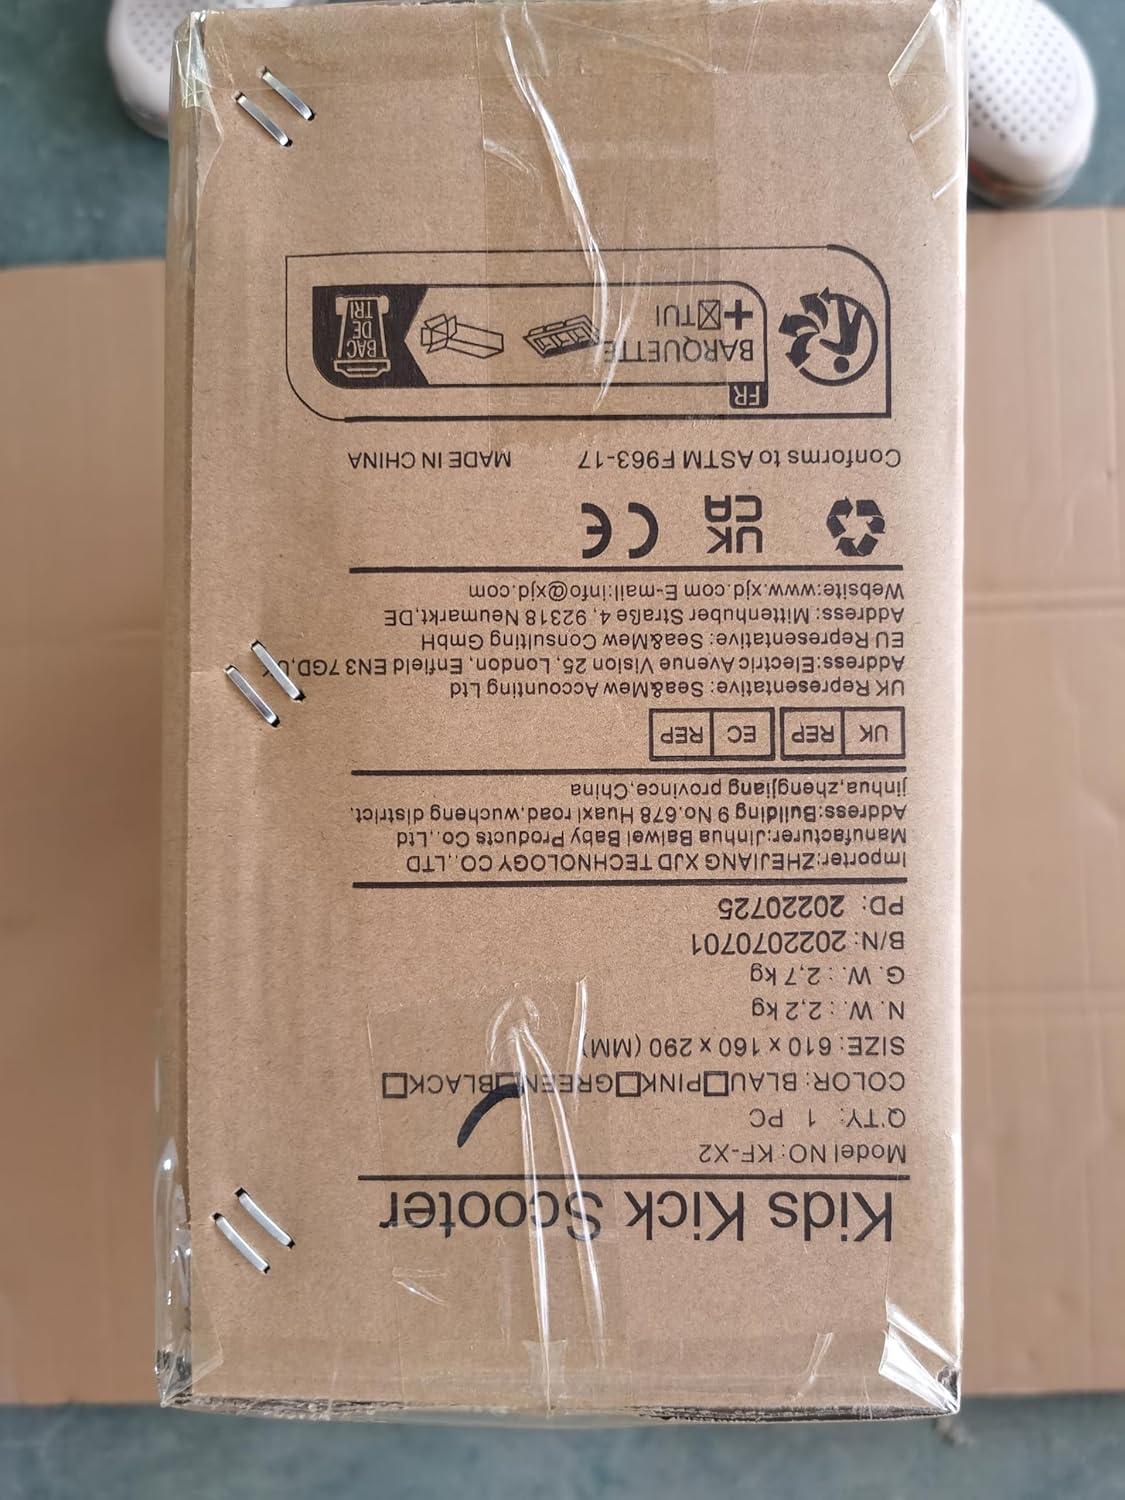 Kids Kick Scooter
Model NO: KF-X2
Q'TY: 1 PC
COLOR: BLAU□PINK□GREEN□BLACK□
SIZE: 610 x 160 x 290 (MM)
N. W. : 2,2 kg
G. W. : 2,7 kg
B/N: 2022070701
PD: 20220725
Importer:ZHEJIANG XJD TECHNOLOGY CO.,LTD
Manufacturer:Jinhua Baiwei Baby Products Co.,Ltd
Address:Building 9 No.678 Huaxi road,wucheng district,
jinhua,zhengjiang province,China
UK REP EC REP
UK Representative: Sea&Mew Accounting Ltd
Address:Electric Avenue Vision 25, London, Enfield EN3 7GD,UK
EU Representative: Sea&Mew Consulting GmbH
Address: Mittenhuber Straße 4, 92318 Neumarkt,DE
Website:www.xjd.com E-mail:info@xjd.com
UK
CA CE
Conforms to ASTM F963-17 MADE IN CHINA
FR
BARQUETTE
+ TUI
BAC
DE
TRI